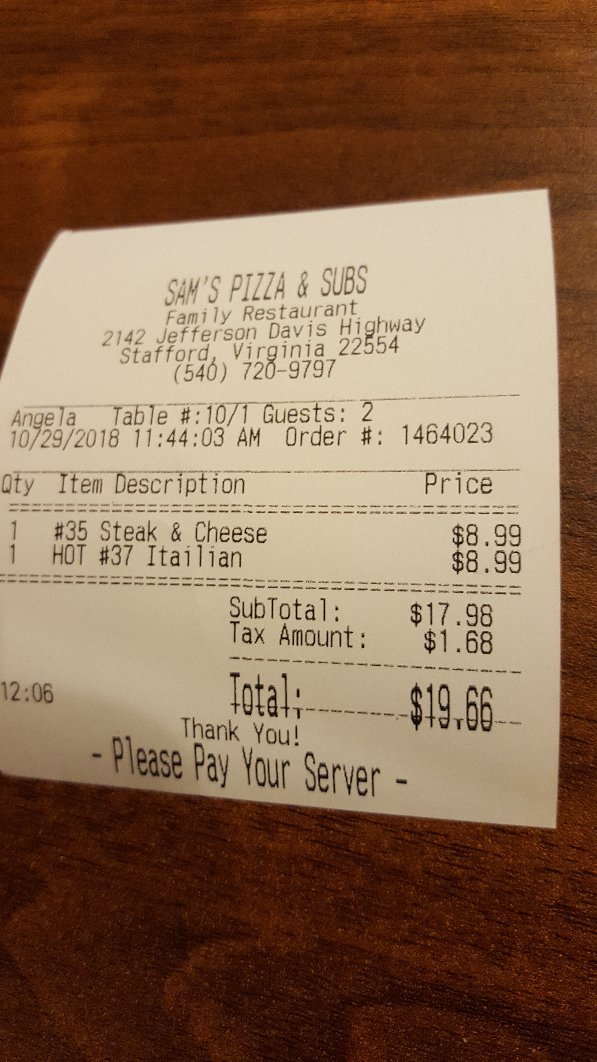 SAM'S PIZZA & SUBS
Family Restaurant
2142 Jefferson Davis Highway
Stafford, Virginia 22554
(540) 720-9797
Angela Table #:10/1 Guests: 2
10/29/2018 11:44:03 AM Order #: 1464023
Qty Item Description Price
1 #35 Steak & Cheese $8.99
1 HOT #37 Itailian $8.99
SubTotal: $17.98
Tax Amount: $1.68
12:06 Total: $19.66
Thank You!
- Please Pay Your Server -